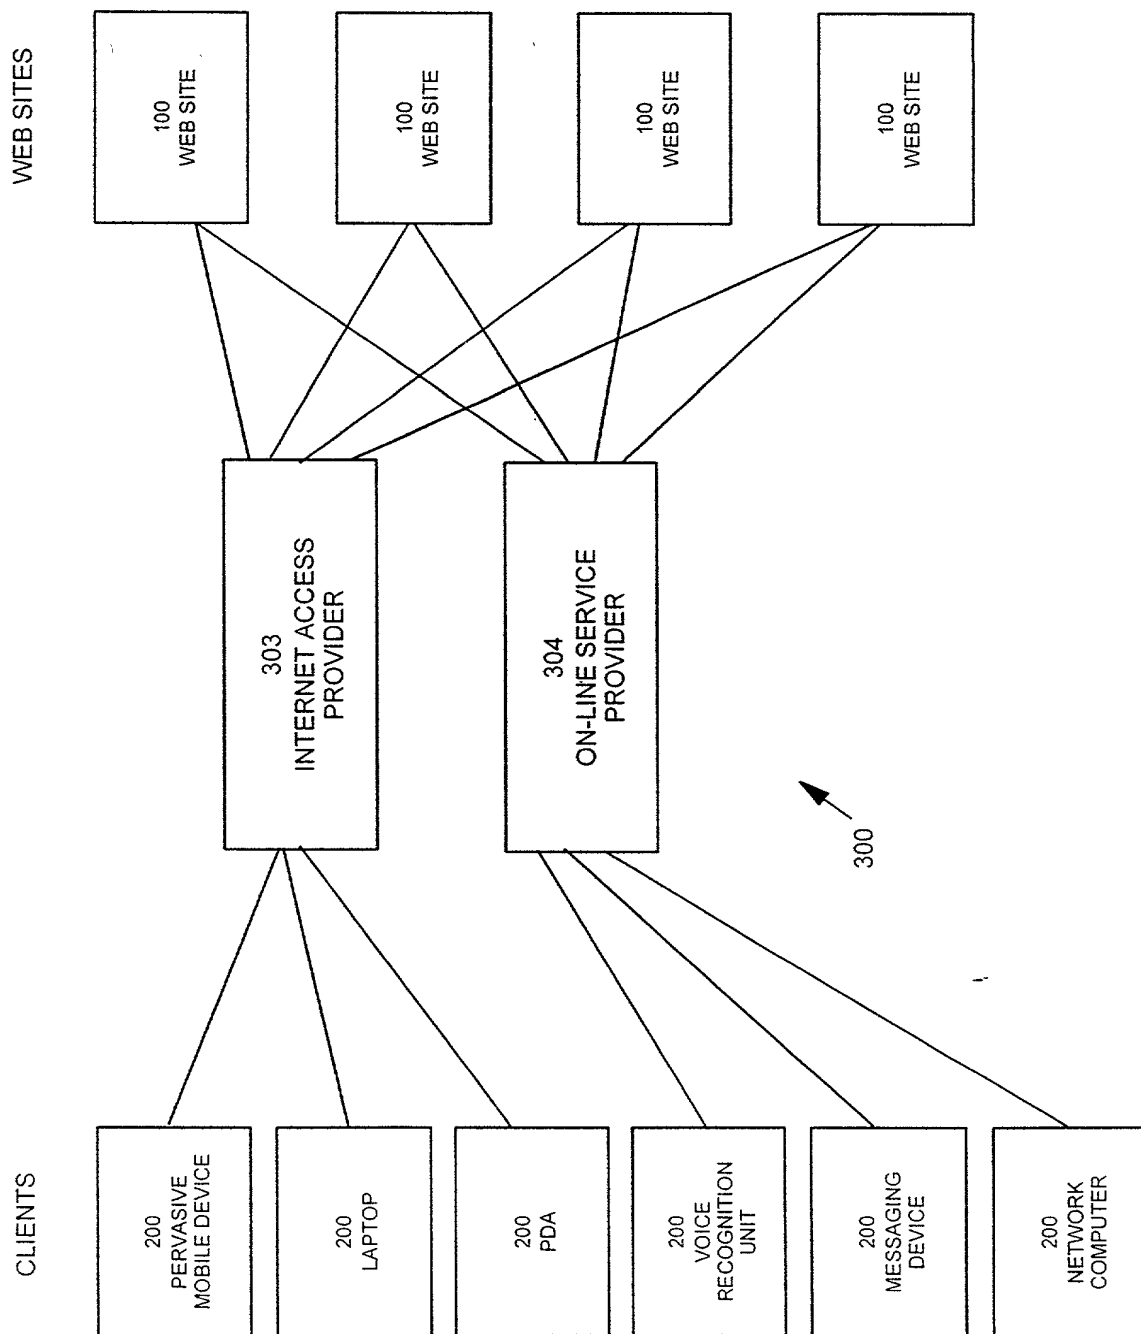 CLIENTS
WEB SITES
200
PERVASIVE
MOBILE DEVICE
200
LAPTOP
200
PDA
200
VOICE
RECOGNITION
UNIT
200
MESSAGING
DEVICE
200
NETWORK
COMPUTER
303
INTERNET ACCESS
PROVIDER
304
ON-LINE SERVICE
PROVIDER
300
100
WEB SITE
100
WEB SITE
100
WEB SITE
100
WEB SITE